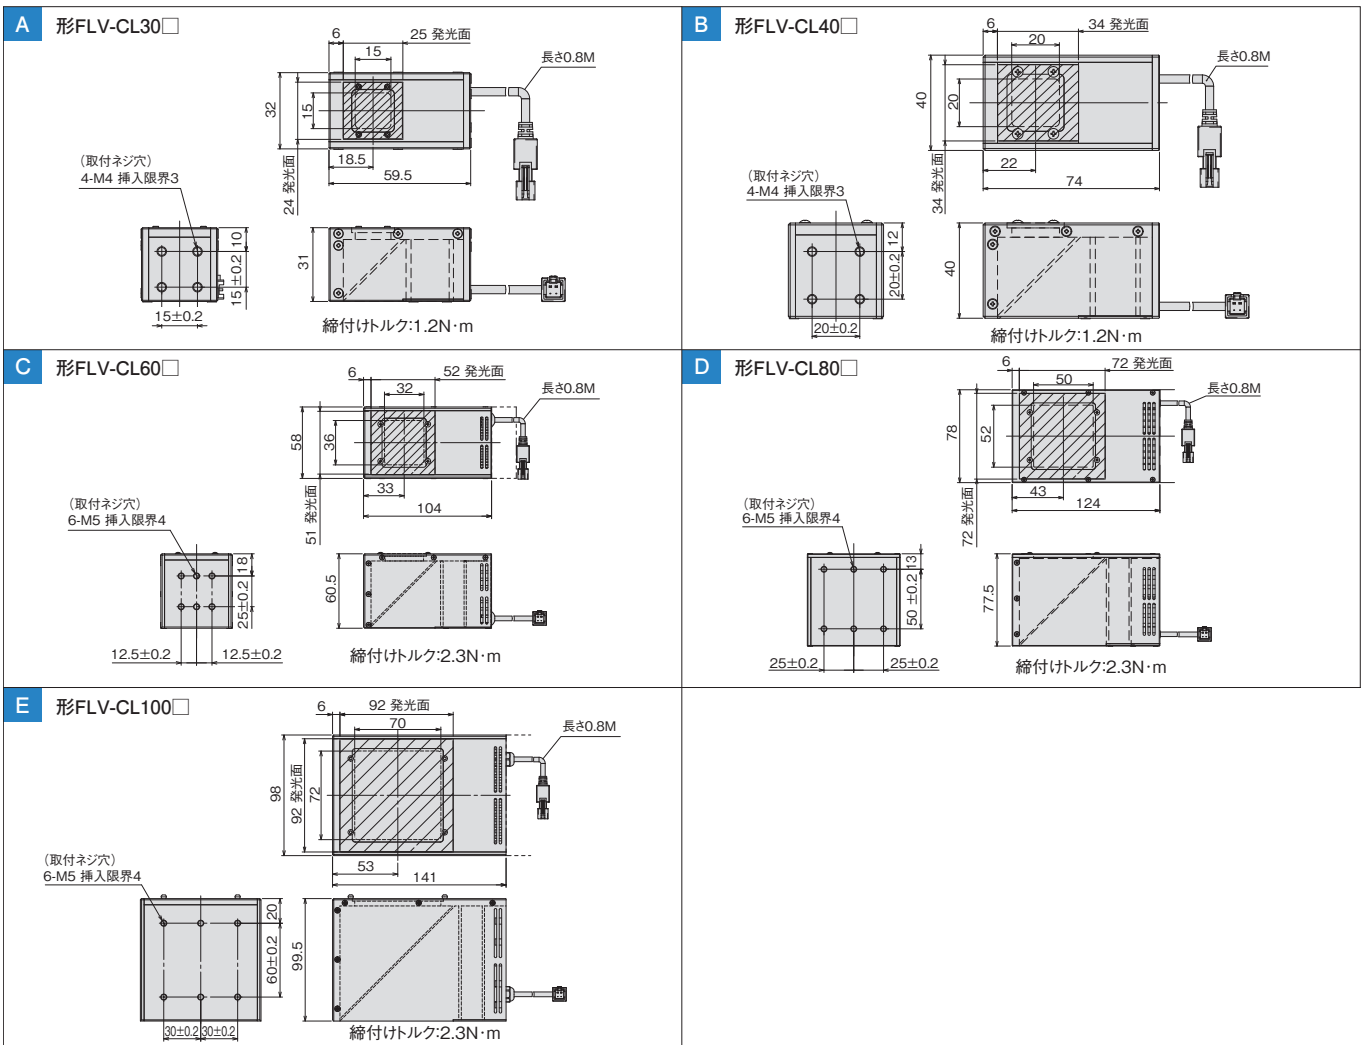 A 形FLV-CL30□
6 25 発光面
15
長さ0.8M
32
15
24 発光面
18.5
59.5
(取付ネジ穴)
4-M4 挿入限界3
10
15±0.2
15±0.2
31
締付けトルク:1.2N・m
B 形FLV-CL40□
6 34 発光面
20
長さ0.8M
40
20
34 発光面
22
74
(取付ネジ穴)
4-M4 挿入限界3
12
20±0.2
20±0.2
40
締付けトルク:1.2N・m
C 形FLV-CL60□
6 52 発光面
32
長さ0.8M
58
36
51 発光面
33
104
(取付ネジ穴)
6-M5 挿入限界4
18
25±0.2
12.5±0.2 12.5±0.2
60.5
締付けトルク:2.3N・m
D 形FLV-CL80□
6 72 発光面
50
長さ0.8M
78
52
72 発光面
43
124
(取付ネジ穴)
6-M5 挿入限界4
13
50 ±0.2
25±0.2 25±0.2
77.5
締付けトルク:2.3N・m
E 形FLV-CL100□
6 92 発光面
70
長さ0.8M
98
92 発光面
72
53
141
(取付ネジ穴)
6-M5 挿入限界4
20
60±0.2
30±0.2 30±0.2
99.5
締付けトルク:2.3N・m